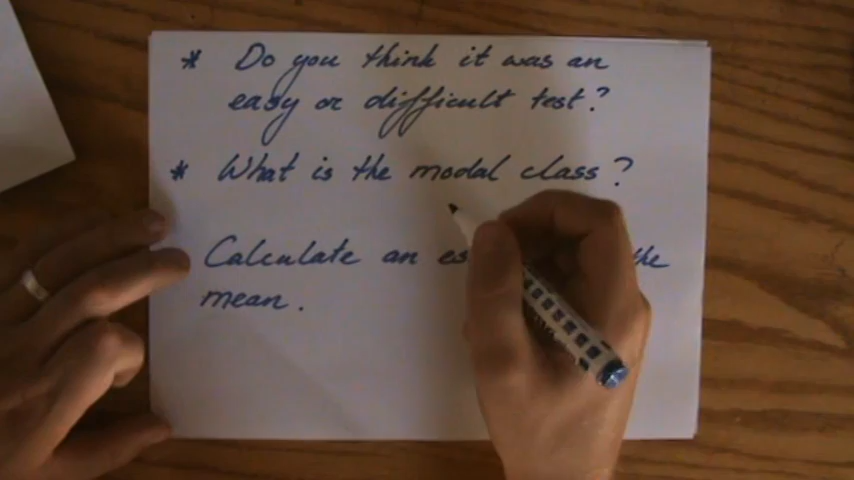 * Do you think it was an
easy or difficult test?
* What is the modal class?
Calculate an es the
mean.